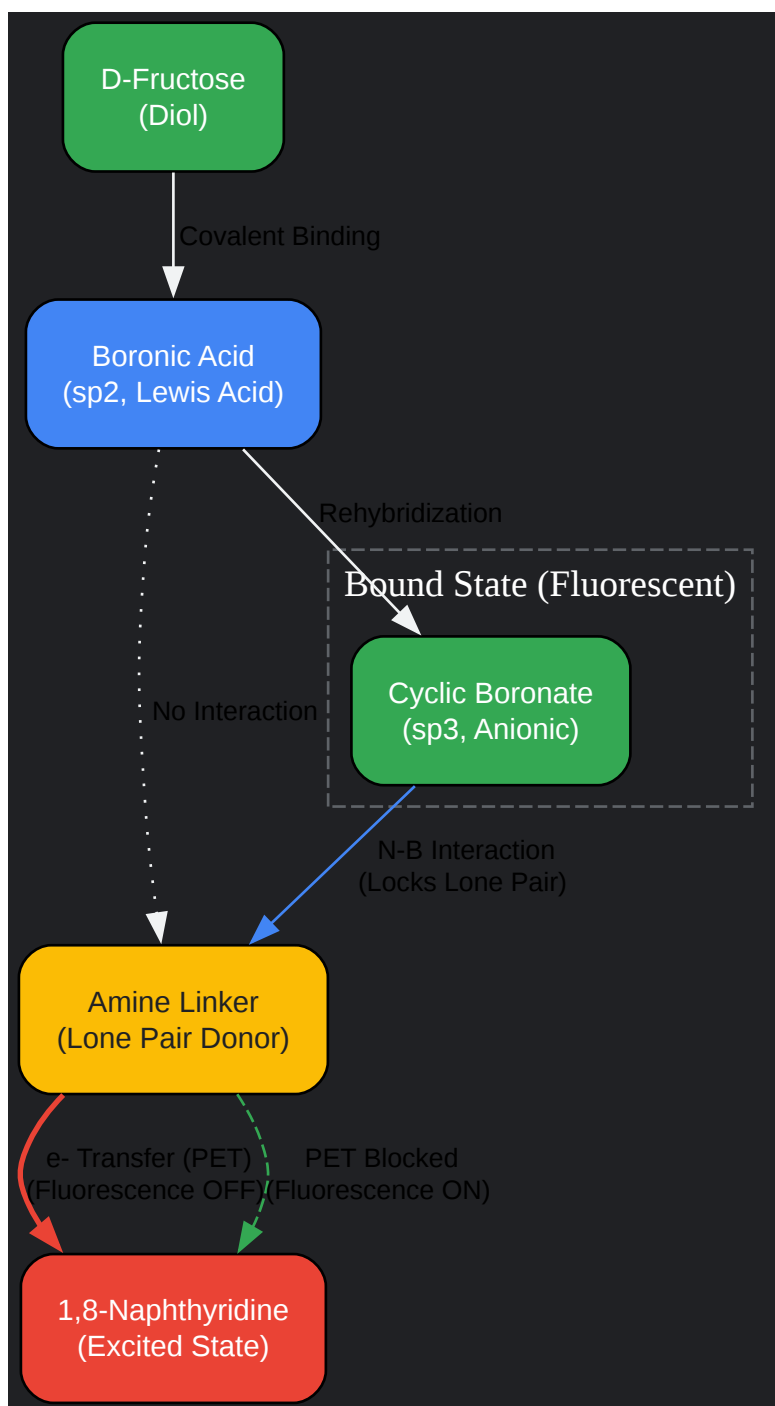 D-Fructose
(Diol)
Covalent Binding
Boronic Acid
(sp2, Lewis Acid)
Rehybridization
Bound State (Fluorescent)
Cyclic Boronate
(sp3, Anionic)
No Interaction
N-B Interaction
(Locks Lone Pair)
Amine Linker
(Lone Pair Donor)
e- Transfer (PET)
(Fluorescence OFF)
PET Blocked
(Fluorescence ON)
1,8-Naphthyridine
(Excited State)